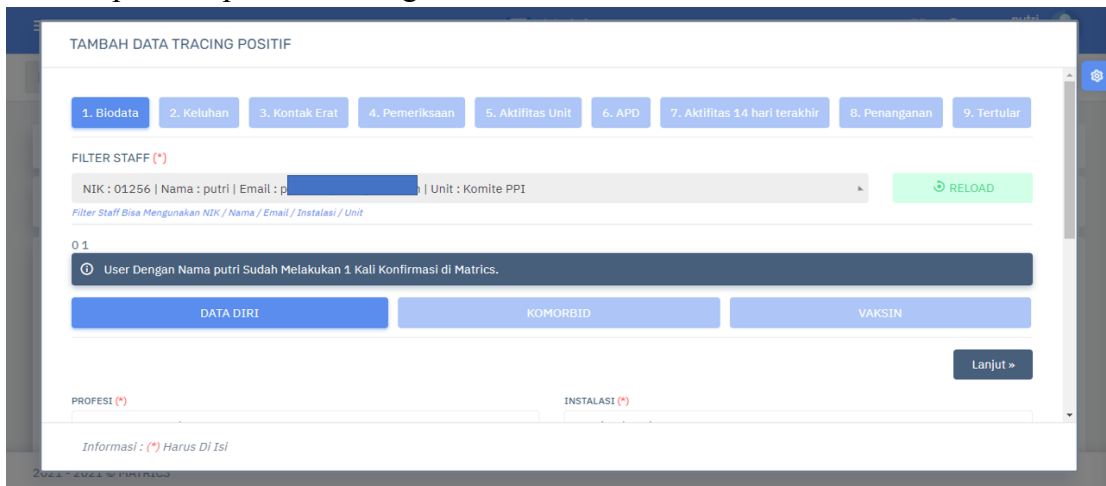 TAMBAH DATA TRACING POSITIF
1. Biodata 2. Keluhan 3. Kontak Erat 4. Pemeriksaan 5. Aktifitas Unit 6. APD 7. Aktifitas 14 hari terakhir 8. Penanganan 9. Tertular
FILTER STAFF (*)
NIK : 01256 | Nama : putri | Email : p | Unit : Komite PPI
RELOAD
Filter Staff Bisa Mengunakan NIK / Nama / Email / Instalasi / Unit
0 1
User Dengan Nama putri Sudah Melakukan 1 Kali Konfirmasi di Matrics.
DATA DIRI KOMORBID VAKSIN
Lanjut »
PROFESI (*) INSTALASI (*)
Informasi : (*) Harus Di Isi
2021 - 2021 © MATRICS